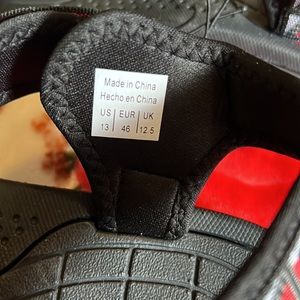 Made in China
Hecho en China
US | EUR | UK
13 | 46 | 12.5